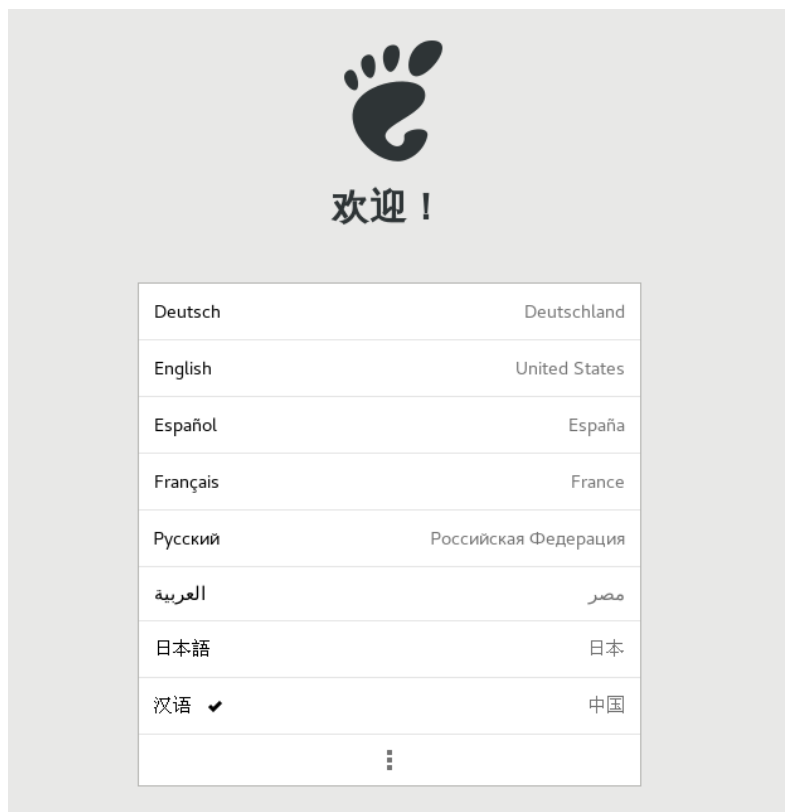 欢迎！
Deutsch Deutschland
English United States
Español España
Français France
Русский Российская Федерация
العربية مصر
日本語 日本
汉语 中国